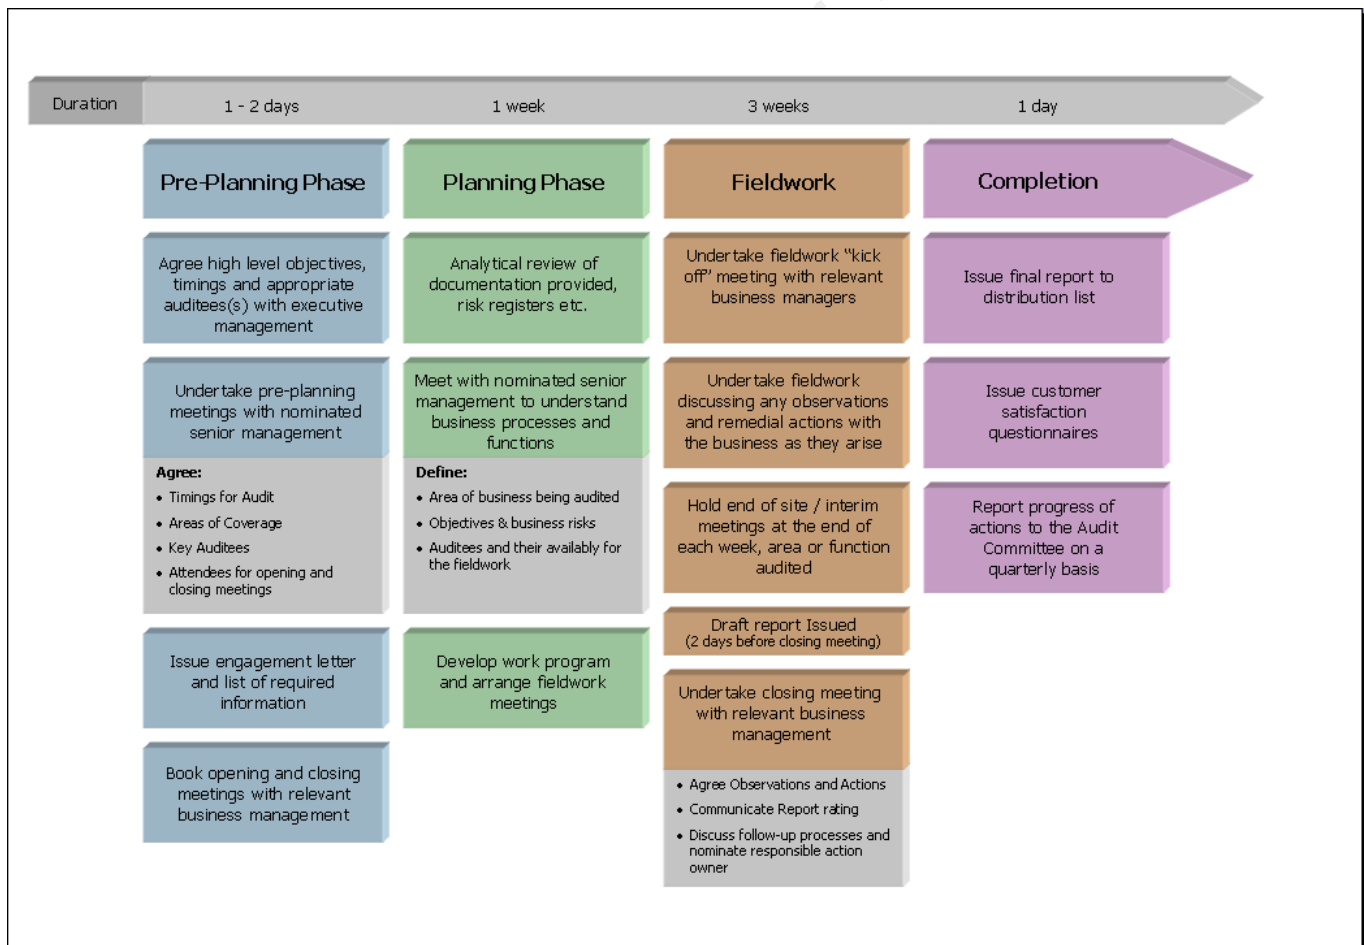 Duration
1 - 2 days
1 week
3 weeks
1 day
Pre-Planning Phase
Agree high level objectives,
timings and appropriate
auditees(s) with executive
management
Undertake pre-planning
meetings with nominated
senior management
Agree:
• Timings for Audit
• Areas of Coverage
• Key Auditees
• Attendees for opening and
closing meetings
Issue engagement letter
and list of required
information
Book opening and closing
meetings with relevant
business management
Planning Phase
Analytical review of
documentation provided,
risk registers etc.
Meet with nominated senior
management to understand
business processes and
functions
Define:
• Area of business being audited
• Objectives & business risks
• Auditees and their availably for
the fieldwork
Develop work program
and arrange fieldwork
meetings
Fieldwork
Undertake fieldwork “kick
off” meeting with relevant
business managers
Undertake fieldwork
discussing any observations
and remedial actions with
the business as they arise
Hold end of site / interim
meetings at the end of
each week, area or function
audited
Draft report Issued
(2 days before closing meeting)
Undertake closing meeting
with relevant business
management
• Agree Observations and Actions
• Communicate Report rating
• Discuss follow-up processes and
nominate responsible action
owner
Completion
Issue final report to
distribution list
Issue customer
satisfaction
questionnaires
Report progress of
actions to the Audit
Committee on a
quarterly basis